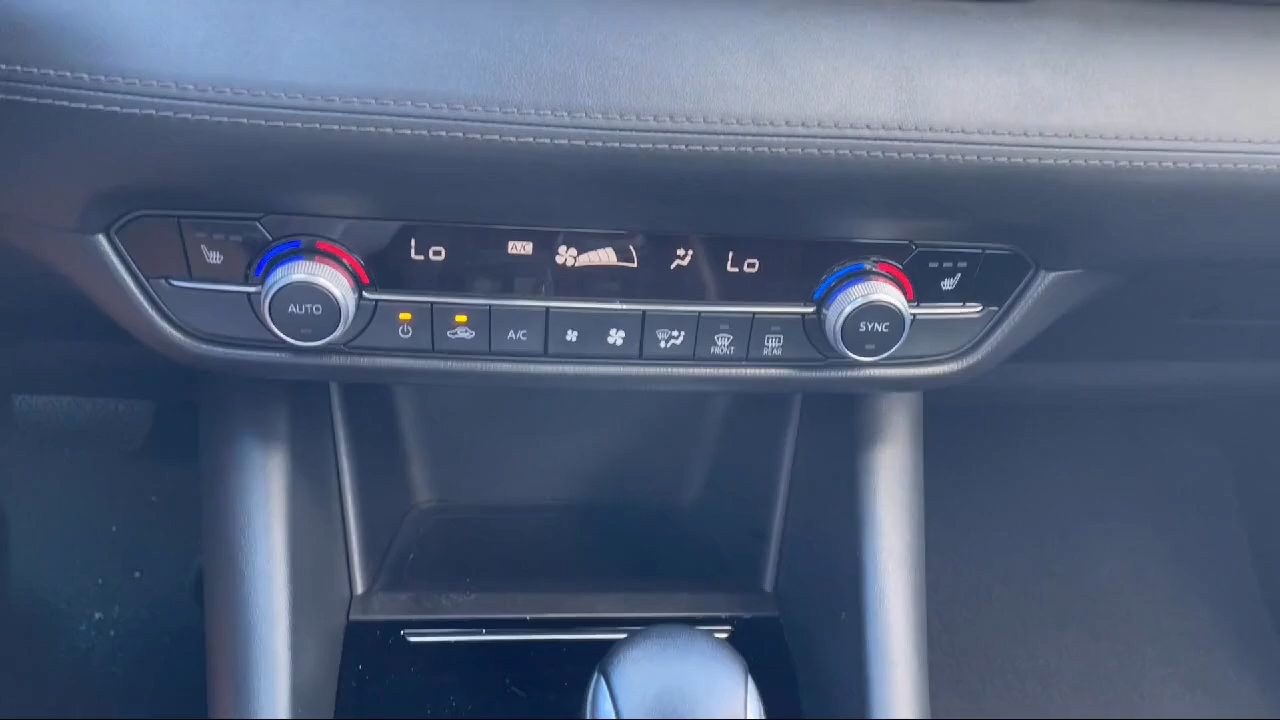 Lo A/C Lo
AUTO
A/C
FRONT
REAR
SYNC